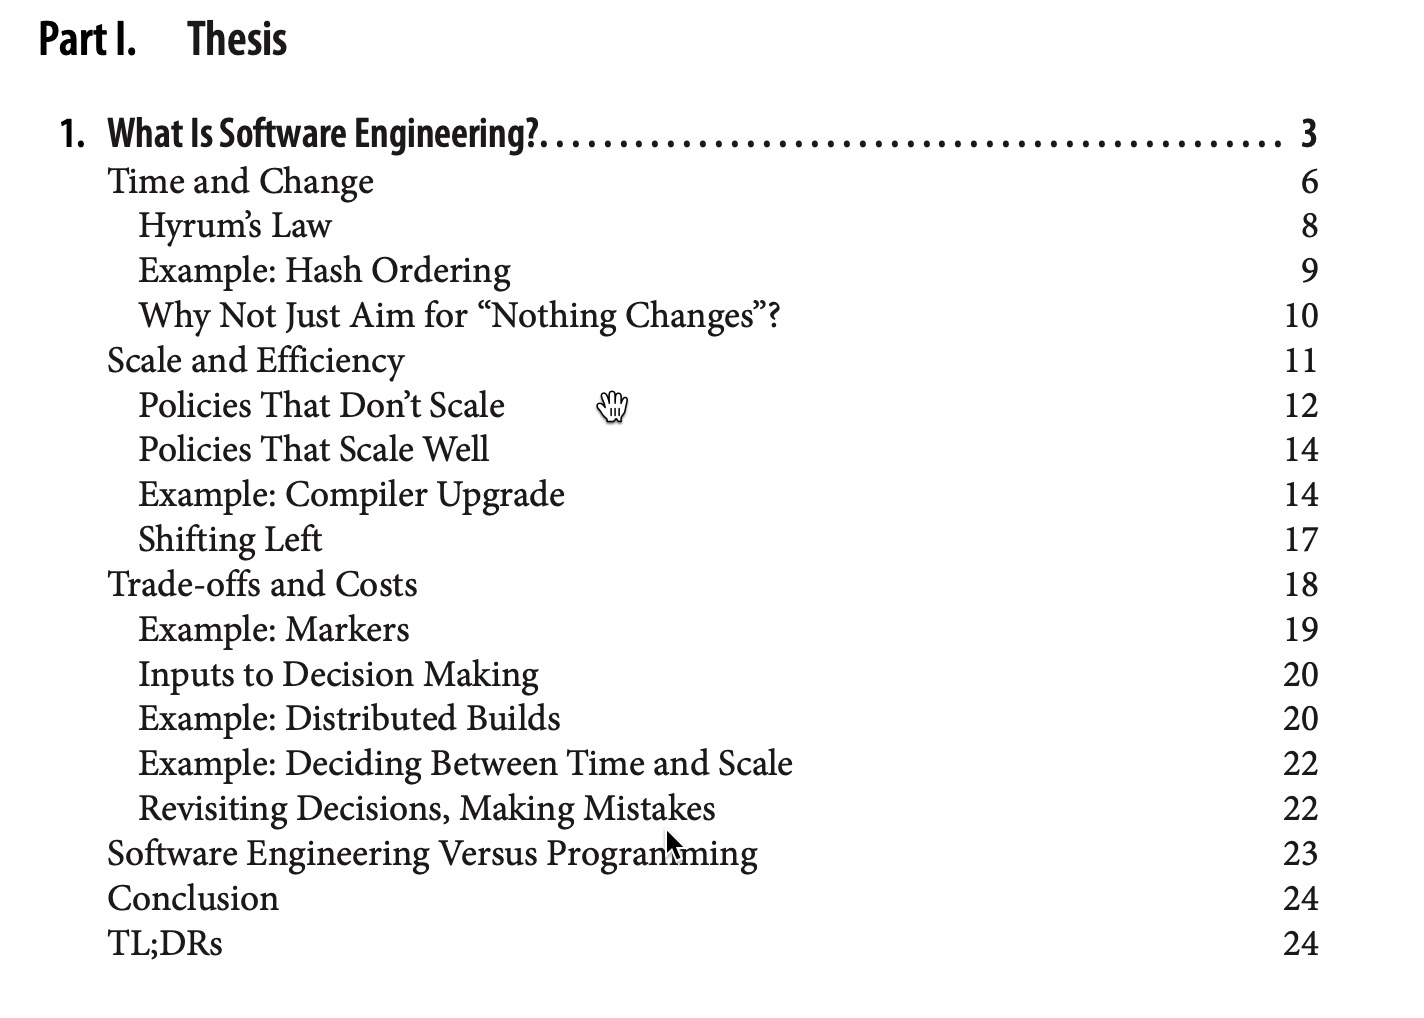 Part I. Thesis
1. What Is Software Engineering?. . . . . . . . . . . . . . . . . . . . . . . . . . . . . . . . . . . . . . . . . . . . . . . 3
Time and Change 6
Hyrum’s Law 8
Example: Hash Ordering 9
Why Not Just Aim for “Nothing Changes”? 10
Scale and Efficiency 11
Policies That Don’t Scale 12
Policies That Scale Well 14
Example: Compiler Upgrade 14
Shifting Left 17
Trade-offs and Costs 18
Example: Markers 19
Inputs to Decision Making 20
Example: Distributed Builds 20
Example: Deciding Between Time and Scale 22
Revisiting Decisions, Making Mistakes 22
Software Engineering Versus Programming 23
Conclusion 24
TL;DRs 24